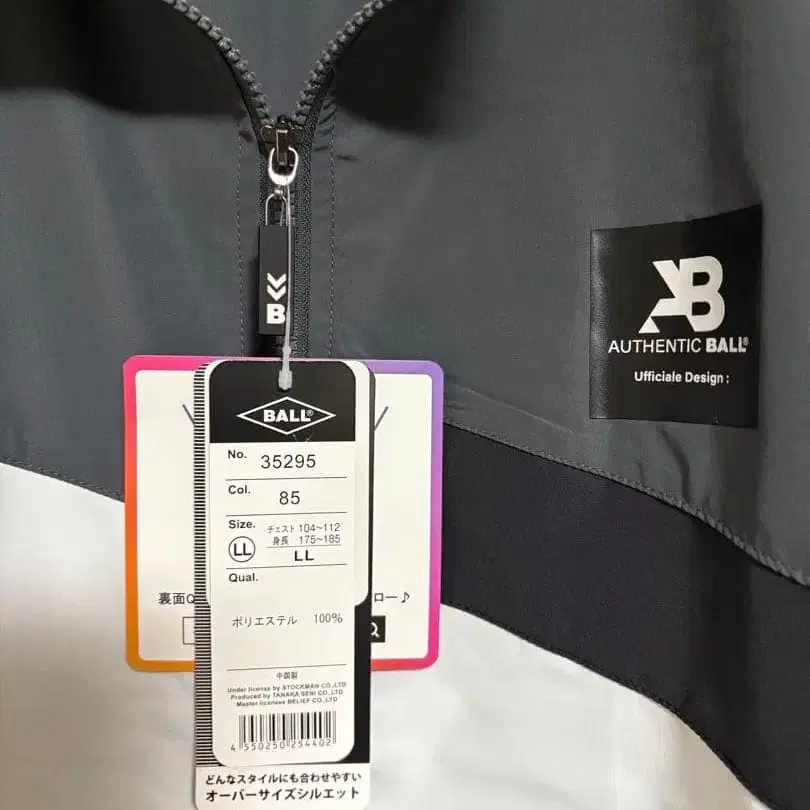 B
AB
AUTHENTIC BALL®
Ufficiale Design :
BALL®
No. 35295
Col. 85
Size. LL チェスト 104~112
身長 175~185
LL
Qual.
ポリエステル 100%
中国製
Under license by STOCKMAN CO.,LTD
Produced by TANAKA SENI CO.,LTD
Master licensee BELIEF CO.,LTD
4 550250 254402
どんなスタイルにも合わせやすい
オーバーサイズシルエット
裏面Q
ロー♪